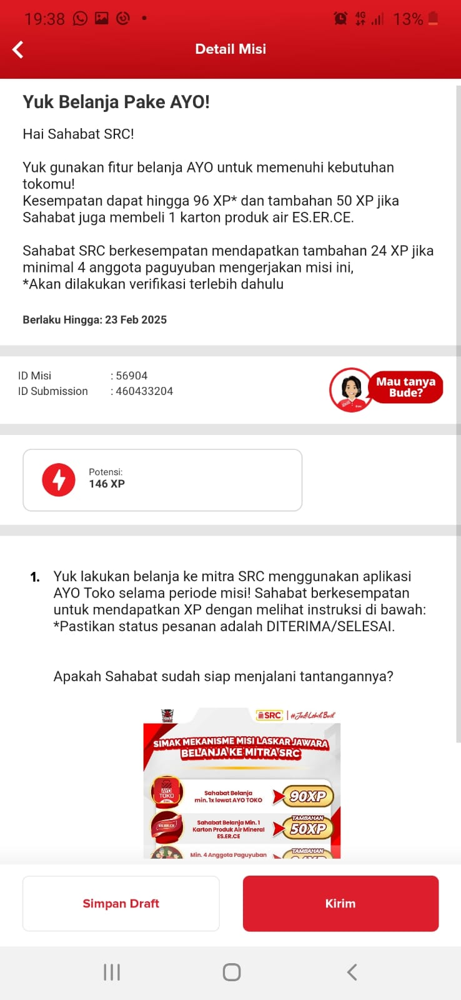 19:38
4G
13%
Detail Misi
Yuk Belanja Pake AYO!
Hai Sahabat SRC!
Yuk gunakan fitur belanja AYO untuk memenuhi kebutuhan
tokomu!
Kesempatan dapat hingga 96 XP* dan tambahan 50 XP jika
Sahabat juga membeli 1 karton produk air ES.ER.CE.
Sahabat SRC berkesempatan mendapatkan tambahan 24 XP jika
minimal 4 anggota paguyuban mengerjakan misi ini,
*Akan dilakukan verifikasi terlebih dahulu
Berlaku Hingga: 23 Feb 2025
ID Misi : 56904
ID Submission : 460433204
Mau tanya
Bude?
Potensi:
146 XP
1. Yuk lakukan belanja ke mitra SRC menggunakan aplikasi
AYO Toko selama periode misi! Sahabat berkesempatan
untuk mendapatkan XP dengan melihat instruksi di bawah:
*Pastikan status pesanan adalah DITERIMA/SELESAI.
Apakah Sahabat sudah siap menjalani tantangannya?
SRC | #JadiLebihBaik
SIMAK MEKANISME MISI LASKAR JAWARA
BELANJA KE MITRA SRC
AYO
TOKO
Sahabat Belanja
min. 1x lewat AYO TOKO
90XP
ES.ER.CE
Sahabat Belanja Min. 1
Karton Produk Air Mineral
ES.ER.CE
TAMBAHAN
50XP
Min. 4 Anggota Paguyuban
TAMBAHAN
Simpan Draft
Kirim